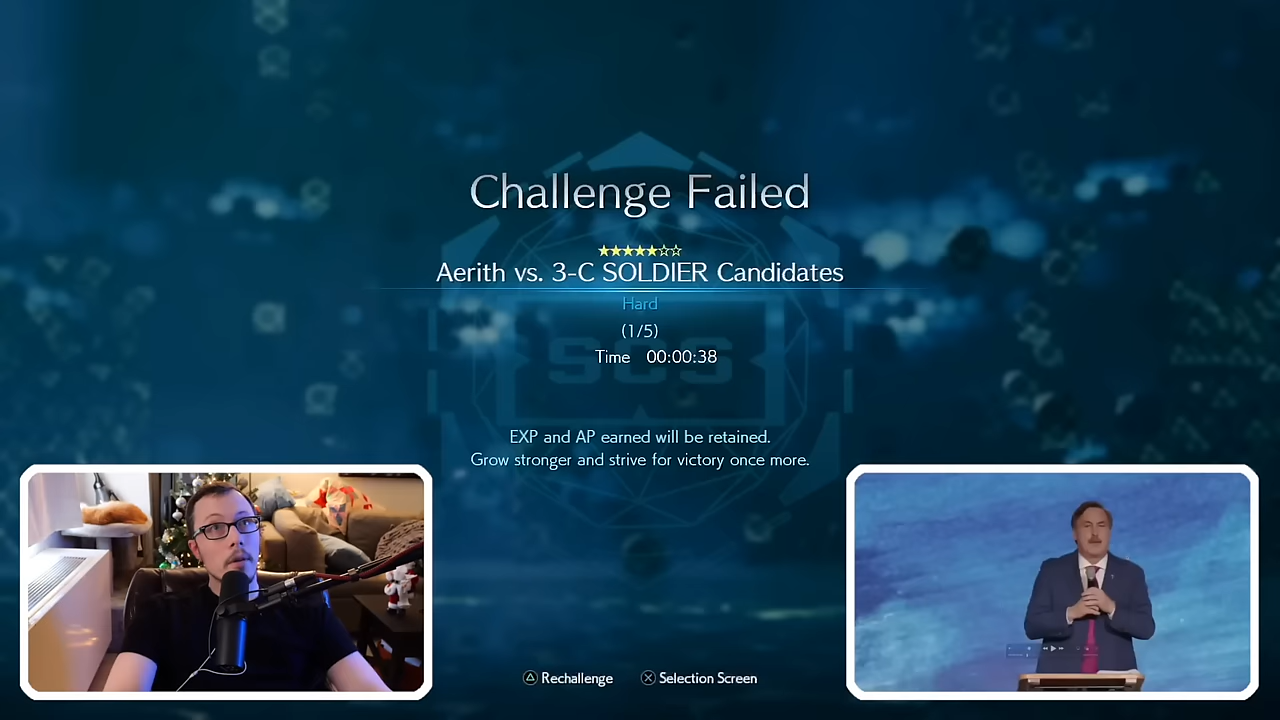 Challenge Failed
★★★★★☆☆
Aerith vs. 3-C SOLDIER Candidates
Hard
(1/5)
Time 00:00:38
SCS
EXP and AP earned will be retained.
Grow stronger and strive for victory once more.
Rechallenge Selection Screen